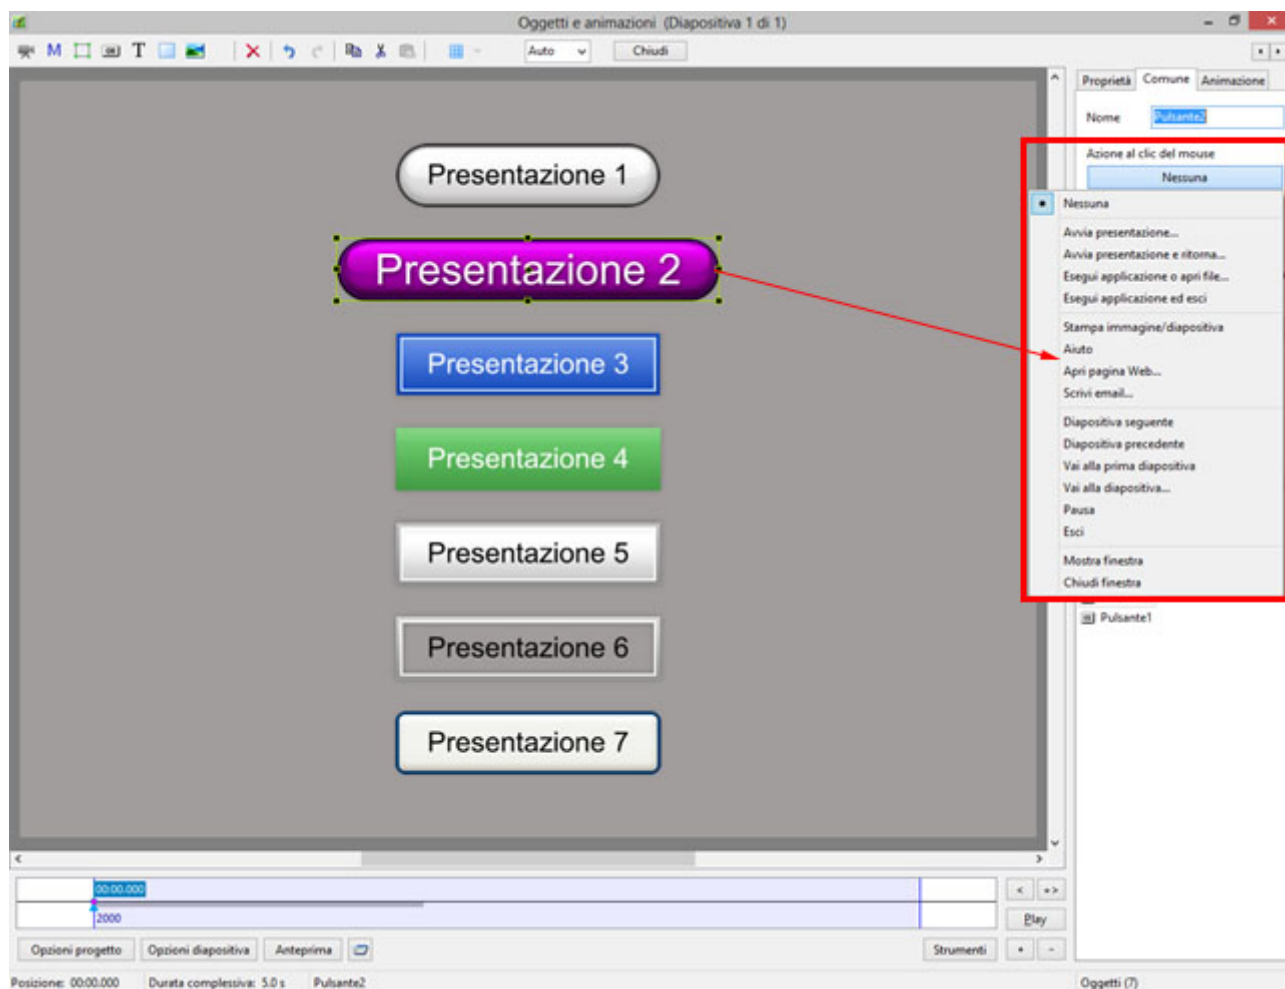 Oggetti e animazioni (Diapositiva 1 di 1)
M T Auto Chiudi
Proprietà Comune Animazione
Nome Pulsante2
Azione al clic del mouse
Nessuna
Nessuna
Avvia presentazione...
Avvia presentazione e ritorna...
Esegui applicazione o apri file...
Esegui applicazione ed esci
Stampa immagine/diapositiva
Aiuto
Apri pagina Web...
Scrivi email...
Diapositiva seguente
Diapositiva precedente
Vai alla prima diapositiva
Vai alla diapositiva...
Pausa
Esci
Mostra finestra
Chiudi finestra
Pulsante1
Presentazione 1
Presentazione 2
Presentazione 3
Presentazione 4
Presentazione 5
Presentazione 6
Presentazione 7
00:00.000
2000
Play
Opzioni progetto Opzioni diapositiva Anteprima Strumenti + -
Posizione: 00:00.000 Durata complessiva: 5.0 s Pulsante2 Oggetti (7)